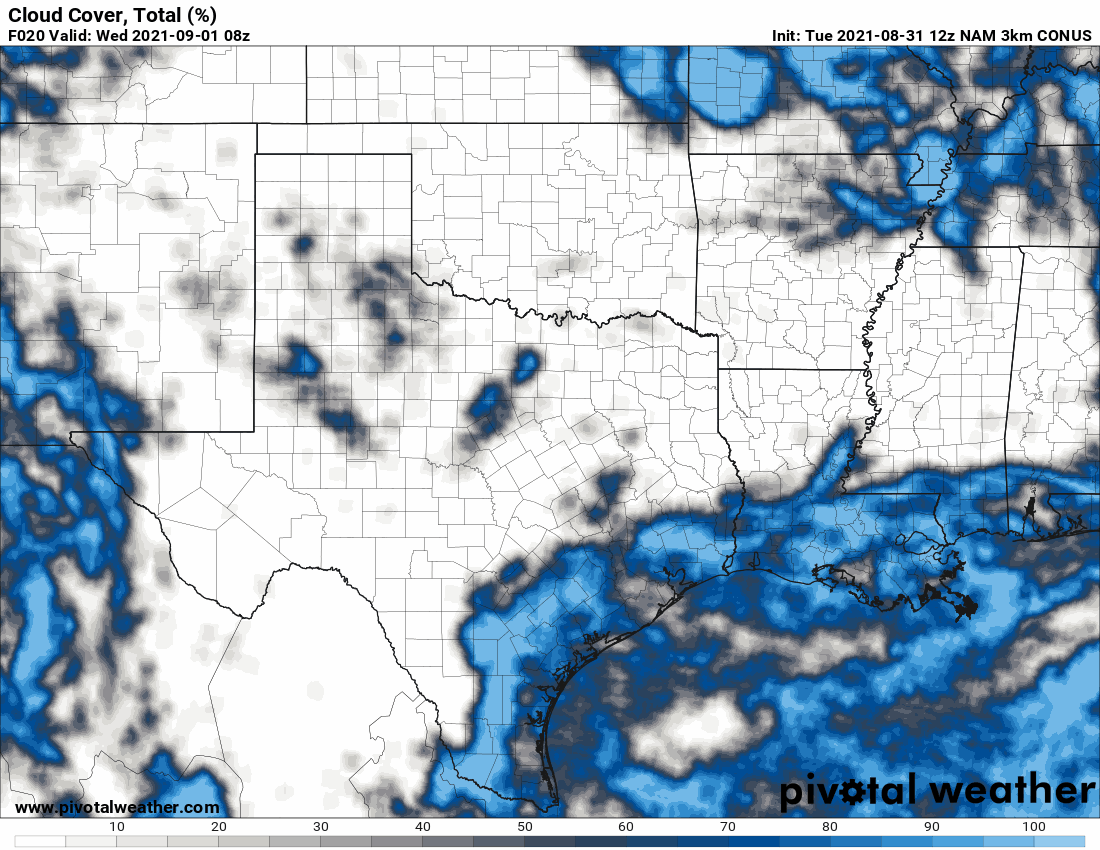 Cloud Cover, Total (%)
F020 Valid: Wed 2021-09-01 08z Init: Tue 2021-08-31 12z NAM 3km CONUS
pivotal weather
www.pivotalweather.com
10 20 30 40 50 60 70 80 90 100